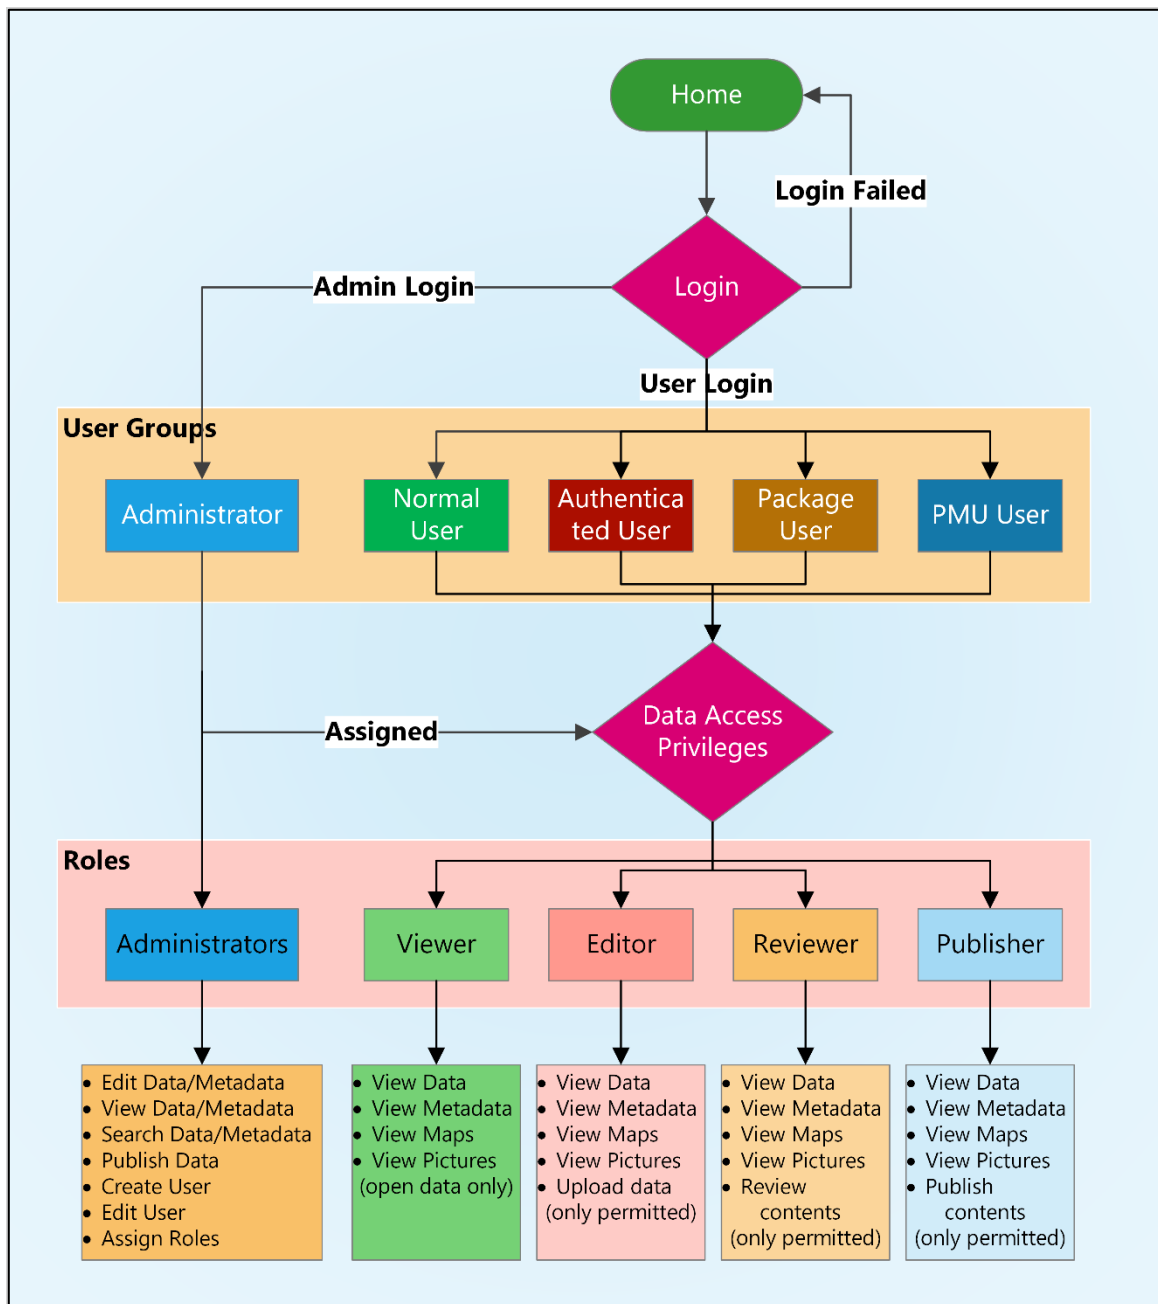 Home
Login Failed
Login
Admin Login
User Login
User Groups
Administrator
Normal
User
Authentica
ted User
Package
User
PMU User
Data Access
Privileges
Assigned
Roles
Administrators
Viewer
Editor
Reviewer
Publisher
• Edit Data/Metadata
• View Data/Metadata
• Search Data/Metadata
• Publish Data
• Create User
• Edit User
• Assign Roles
• View Data
• View Metadata
• View Maps
• View Pictures
(open data only)
• View Data
• View Metadata
• View Maps
• View Pictures
• Upload data
(only permitted)
• View Data
• View Metadata
• View Maps
• View Pictures
• Review
contents
(only permitted)
• View Data
• View Metadata
• View Maps
• View Pictures
• Publish
contents
(only permitted)